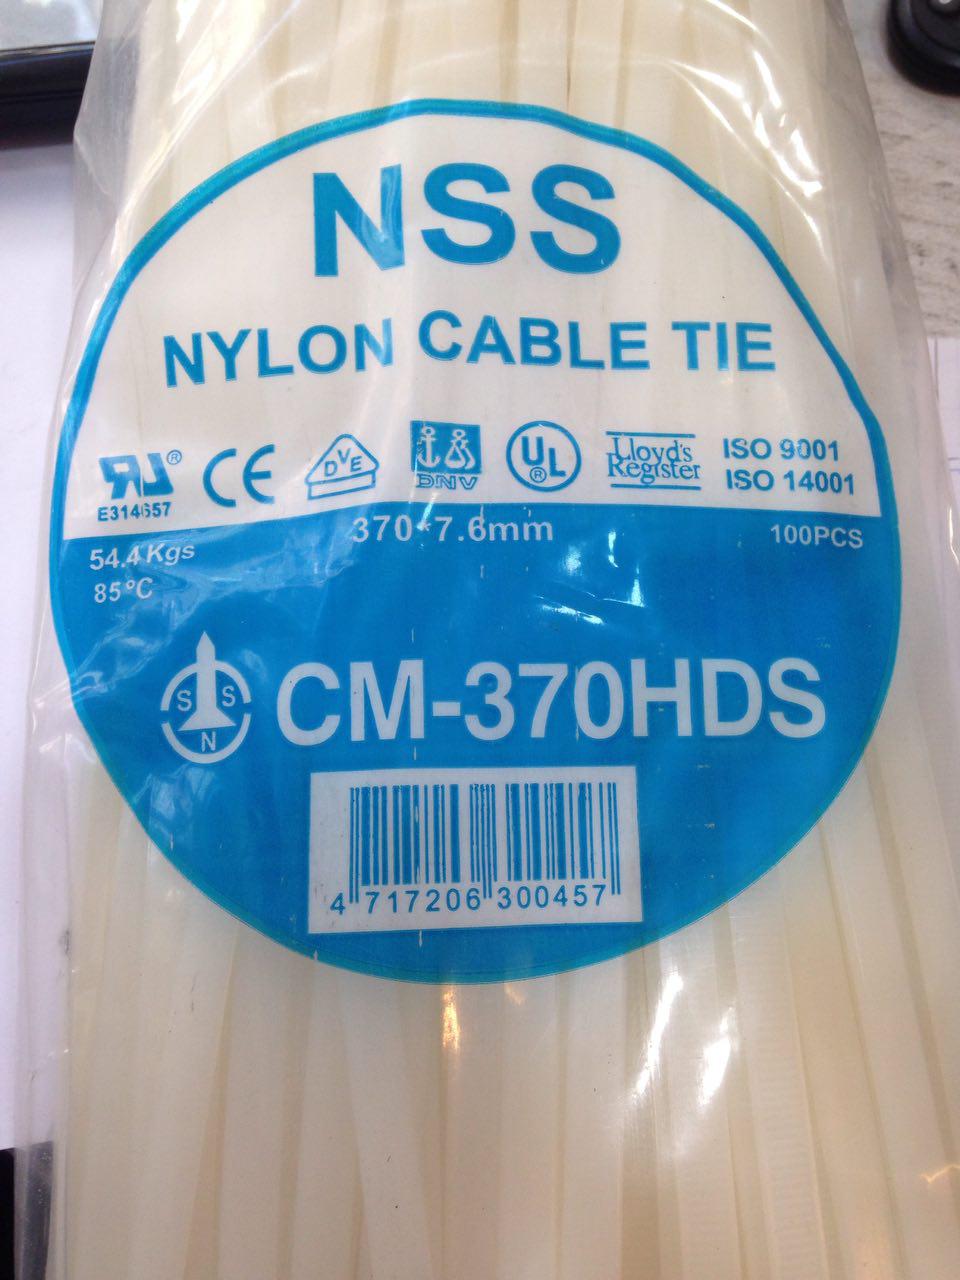 NSS
NYLON CABLE TIE
RU® CE DVE DNV UL® Lloyd's Register ISO 9001
E314657 ISO 14001
54.4Kgs 370*7.6mm 100PCS
85°C
S S N CM-370HDS
4 717206 300457